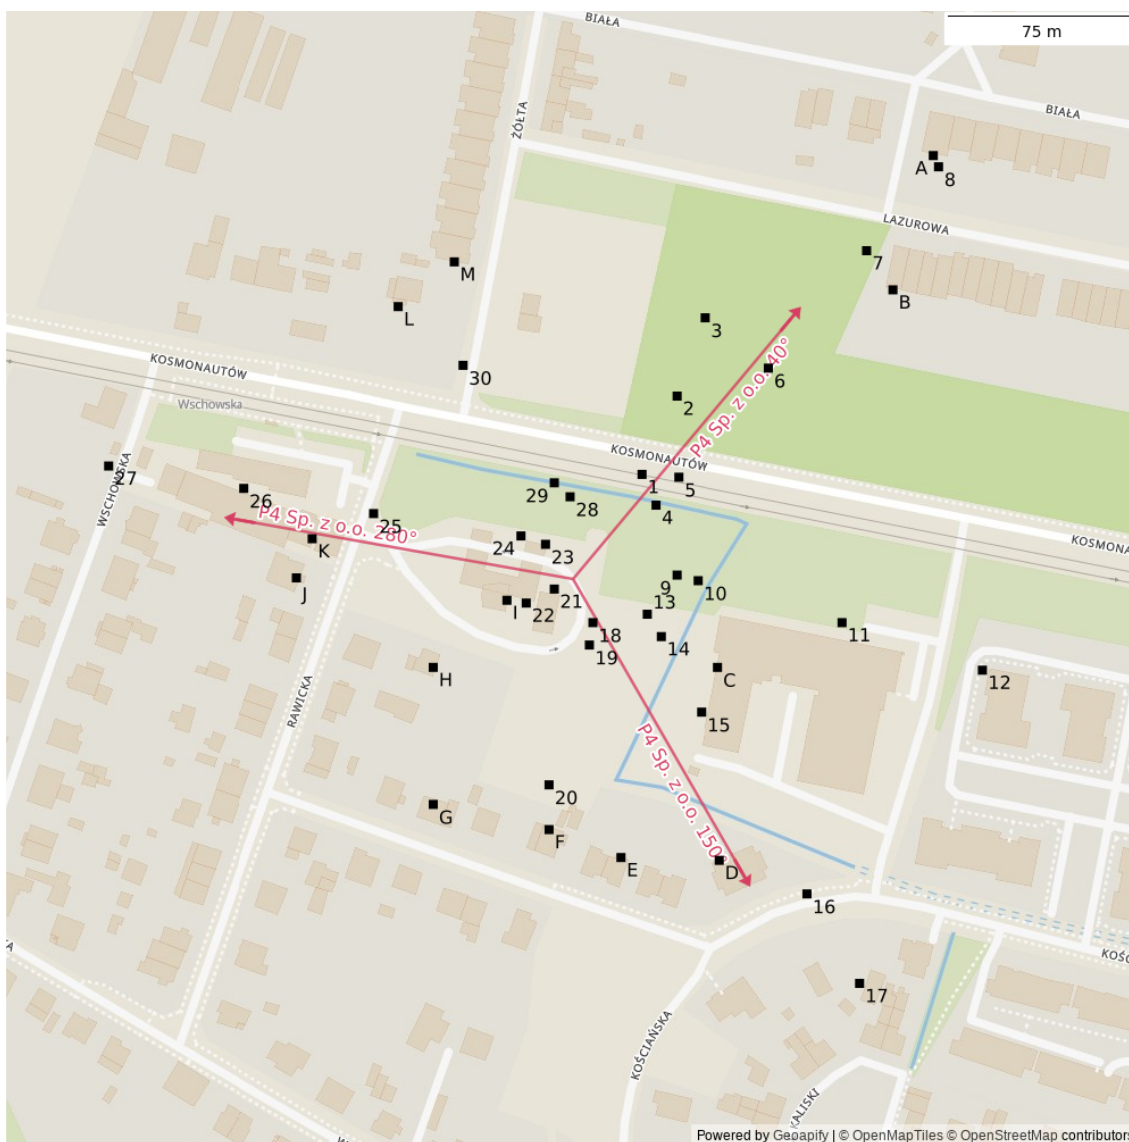 BIAŁA
75 m
ŻÓŁTA
BIAŁA
A
8
LAZUROWA
7
M
B
L
3
KOSMONAUTÓW
30
6
P4 Sp. z o.o. 40°
Wschowska
2
KOSMONAUTÓW
WSCHOWSKA
27
1
5
29
26
28
4
25
P4 Sp. z o.o. 280°
K
24
23
KOSMONA
J
9
10
21
I
22
13
18
11
14
19
H
C
12
RAWICKA
15
P4 Sp. z o.o. 150°
20
G
F
E
D
16
KOŚC
17
KOŚCIAŃSKA
KALISKI
Powered by Geoapify | © OpenMapTiles © OpenStreetMap contributors